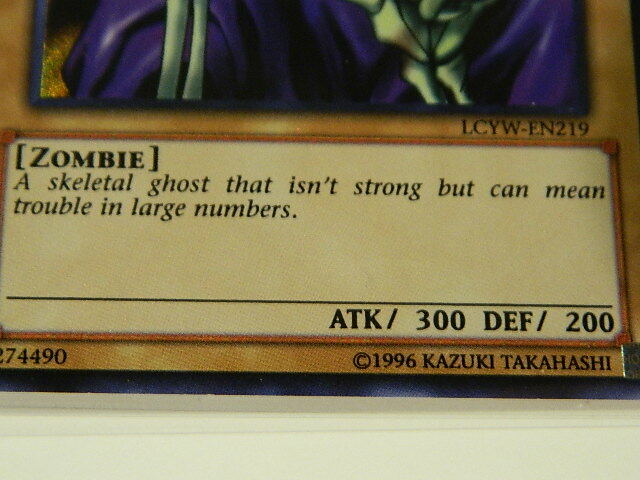 LCYW-EN219
[ZOMBIE]
A skeletal ghost that isn't strong but can mean
trouble in large numbers.
ATK/ 300 DEF/ 200
274490 ©1996 KAZUKI TAKAHASHI